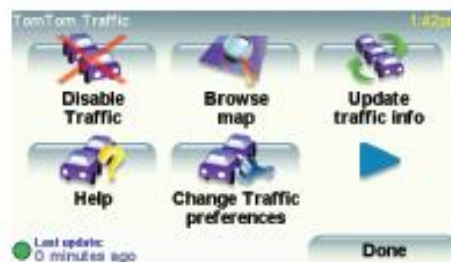 TomTom Traffic 1:42pm
Disable Traffic
Browse map
Update traffic info
Help
Change Traffic preferences
Last update:
0 minutes ago
Done